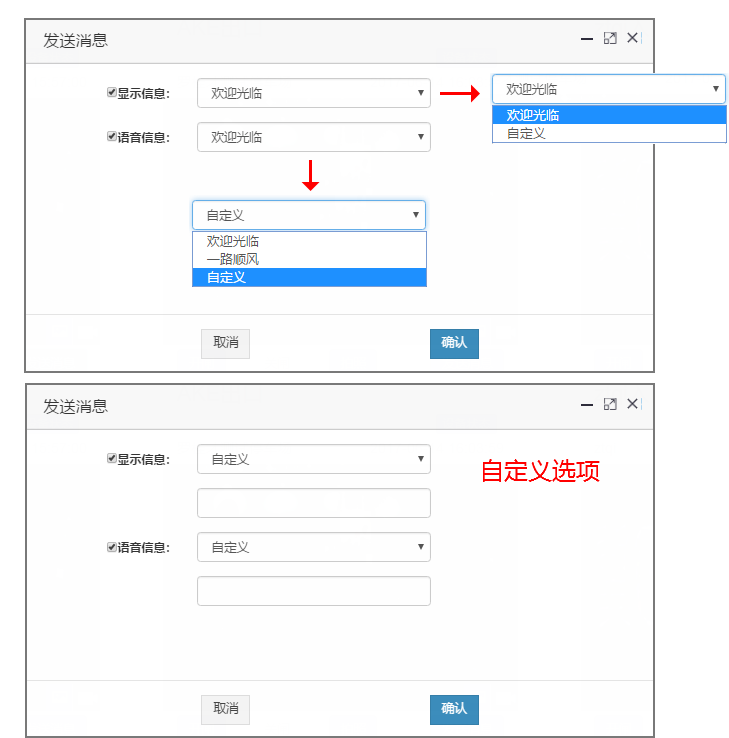 发送消息
显示信息:
欢迎光临
欢迎光临
欢迎光临
自定义
语音信息:
欢迎光临
自定义
欢迎光临
一路顺风
自定义
取消
确认
发送消息
显示信息:
自定义
自定义选项
语音信息:
自定义
取消
确认